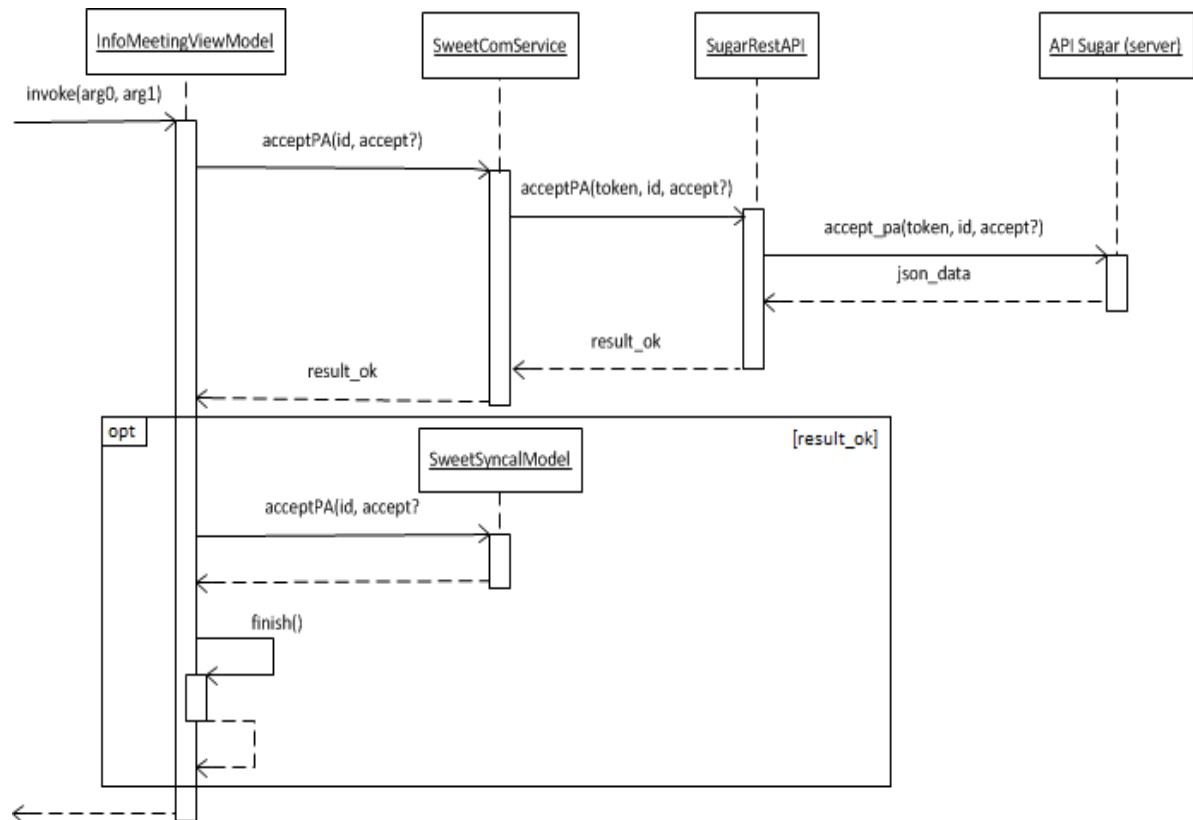 InfoMeetingViewModel
SweetComService
SugarRestAPI
API Sugar (server)
invoke(arg0, arg1)
acceptPA(id, accept?)
acceptPA(token, id, accept?)
accept_pa(token, id, accept?)
json_data
result_ok
result_ok
opt
[result_ok]
SweetSyncalModel
acceptPA(id, accept?
finish()